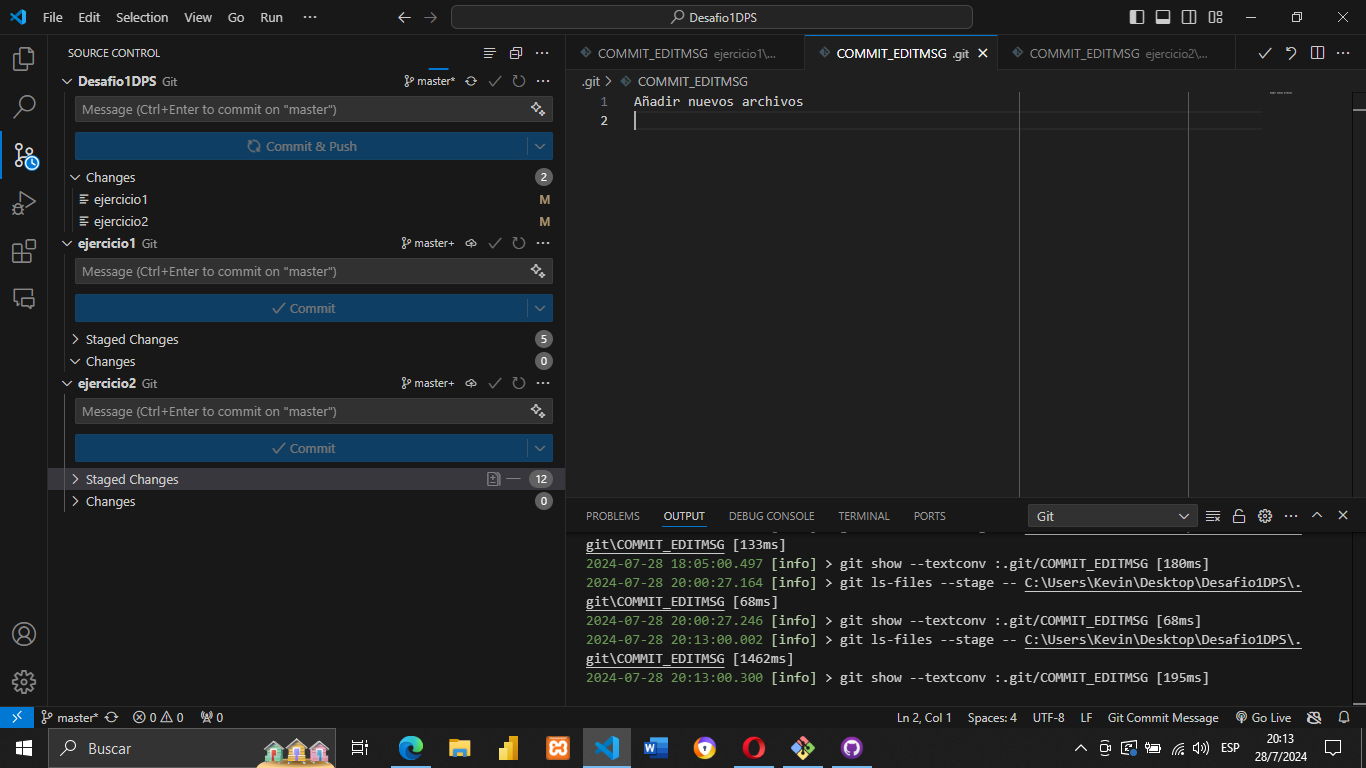 File Edit Selection View Go Run ··· Desafio1DPS
SOURCE CONTROL
Desafio1DPS Git master*
Message (Ctrl+Enter to commit on "master")
Commit & Push
Changes 2
ejercicio1 M
ejercicio2 M
ejercicio1 Git master+
Message (Ctrl+Enter to commit on "master")
Commit
Staged Changes 5
Changes 0
ejercicio2 Git master+
Message (Ctrl+Enter to commit on "master")
Commit
Staged Changes 12
Changes 0
COMMIT_EDITMSG ejercicio1\... COMMIT_EDITMSG .git COMMIT_EDITMSG ejercicio2\...
.git > COMMIT_EDITMSG
1 Añadir nuevos archivos
2
PROBLEMS OUTPUT DEBUG CONSOLE TERMINAL PORTS Git
git\COMMIT_EDITMSG [133ms]
2024-07-28 18:05:00.497 [info] > git show --textconv :.git/COMMIT_EDITMSG [180ms]
2024-07-28 20:00:27.164 [info] > git ls-files --stage -- C:\Users\Kevin\Desktop\Desafio1DPS\.
git\COMMIT_EDITMSG [68ms]
2024-07-28 20:00:27.246 [info] > git show --textconv :.git/COMMIT_EDITMSG [68ms]
2024-07-28 20:13:00.002 [info] > git ls-files --stage -- C:\Users\Kevin\Desktop\Desafio1DPS\.
git\COMMIT_EDITMSG [1462ms]
2024-07-28 20:13:00.300 [info] > git show --textconv :.git/COMMIT_EDITMSG [195ms]
master* 0 0 0 Ln 2, Col 1 Spaces: 4 UTF-8 LF Git Commit Message Go Live
Buscar ESP 20:13
28/7/2024